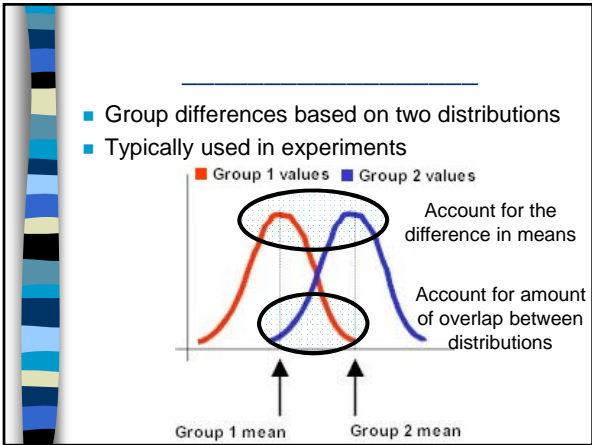 ___________________
Group differences based on two distributions
Typically used in experiments
Group 1 values Group 2 values
Account for the
difference in means
Account for amount
of overlap between
distributions
Group 1 mean Group 2 mean